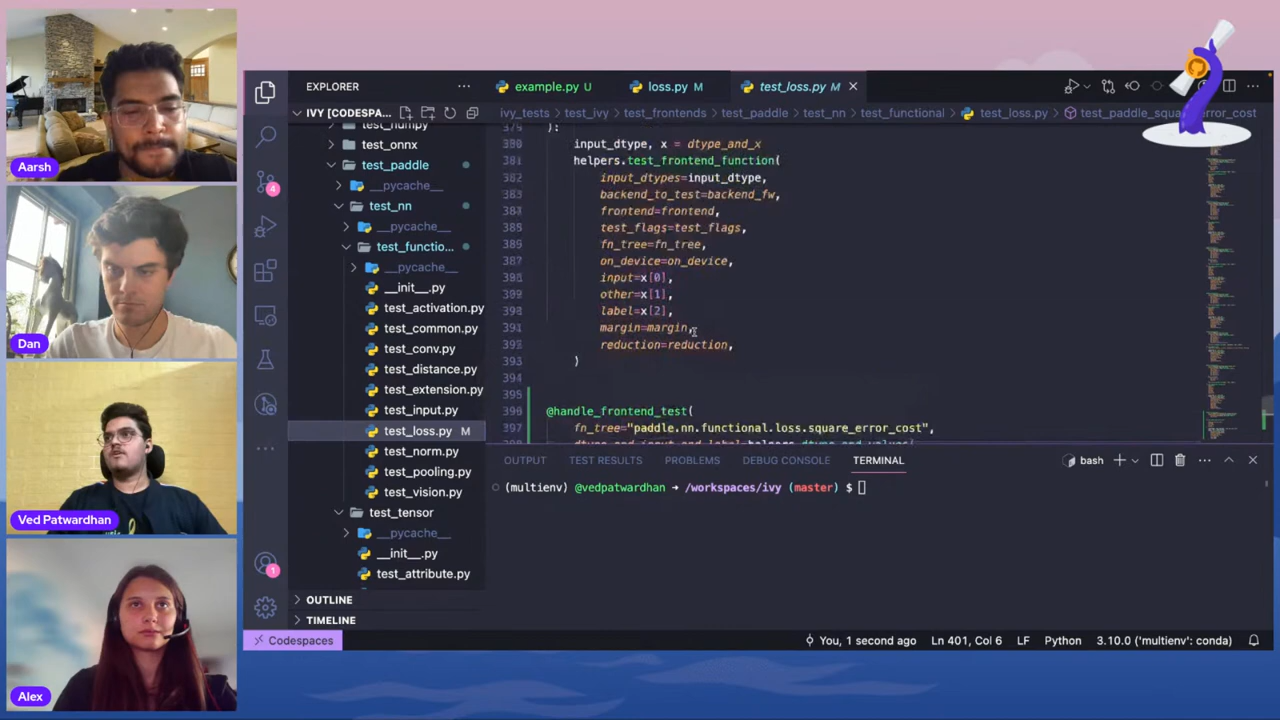 Aarsh
Dan
Ved Patwardhan
Alex
EXPLORER
IVY [CODESPA...
test_numpy
test_onnx
test_paddle
__pycache__
test_nn
__pycache__
test_functio...
__pycache__
__init__.py
test_activation.py
test_common.py
test_conv.py
test_distance.py
test_extension.py
test_input.py
test_loss.py M
test_norm.py
test_pooling.py
test_vision.py
test_tensor
__pycache__
__init__.py
test_attribute.py
OUTLINE
TIMELINE
4
1
example.py U
loss.py M
test_loss.py M
ivy_tests > test_ivy > test_frontends > test_paddle > test_nn > test_functional > test_loss.py >
):
input_dtype, x = dtype_and_x
helpers.test_frontend_function(
input_dtypes=input_dtype,
backend_to_test=backend_fw,
frontend=frontend,
test_flags=test_flags,
fn_tree=fn_tree,
on_device=on_device,
input=x[0],
other=x[1],
label=x[2],
margin=margin,
reduction=reduction,
)
@handle_frontend_test(
fn_tree="paddle.nn.functional.loss.square_error_cost",
OUTPUT TEST RESULTS PROBLEMS DEBUG CONSOLE TERMINAL
bash
(multienv) @vedpatwardhan → /workspaces/ivy (master) $
Codespaces
You, 1 second ago Ln 401, Col 6 LF Python 3.10.0 ('multienv': conda)